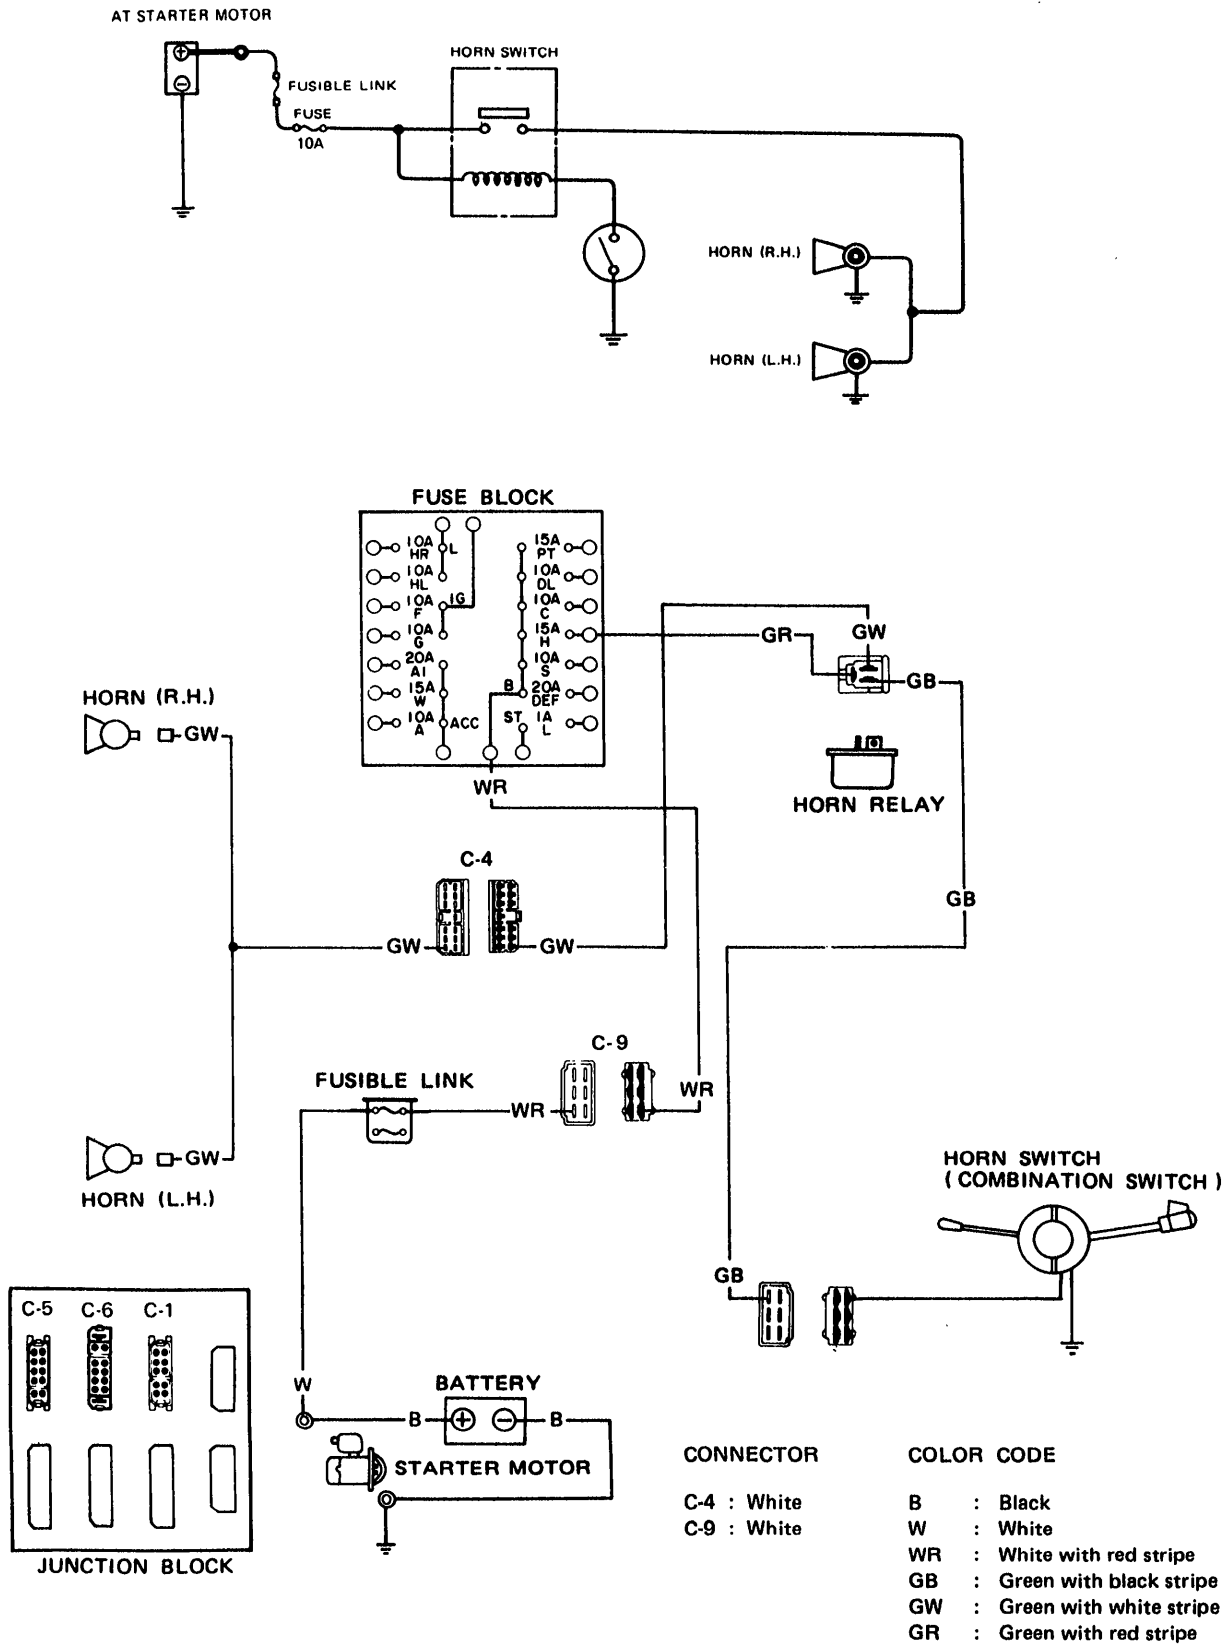 AT STARTER MOTOR
HORN SWITCH
FUSIBLE LINK
FUSE
10A
HORN (R.H.)
HORN (L.H.)
FUSE BLOCK
10A
HR
L
15A
PT
10A
HL
10A
DL
10A
F
IG
10A
C
10A
G
15A
H
20A
A1
10A
S
15A
W
B
20A
DEF
10A
A
ACC
ST
1A
L
GR
GW
GB
HORN (R.H.)
GW
WR
HORN RELAY
C-4
GB
GW
GW
C-9
FUSIBLE LINK
WR
WR
GW
HORN (L.H.)
HORN SWITCH
(COMBINATION SWITCH)
GB
C-5 C-6 C-1
JUNCTION BLOCK
W
BATTERY
B
+
−
B
STARTER MOTOR
CONNECTOR
C-4 : White
C-9 : White
COLOR CODE
B : Black
W : White
WR : White with red stripe
GB : Green with black stripe
GW : Green with white stripe
GR : Green with red stripe